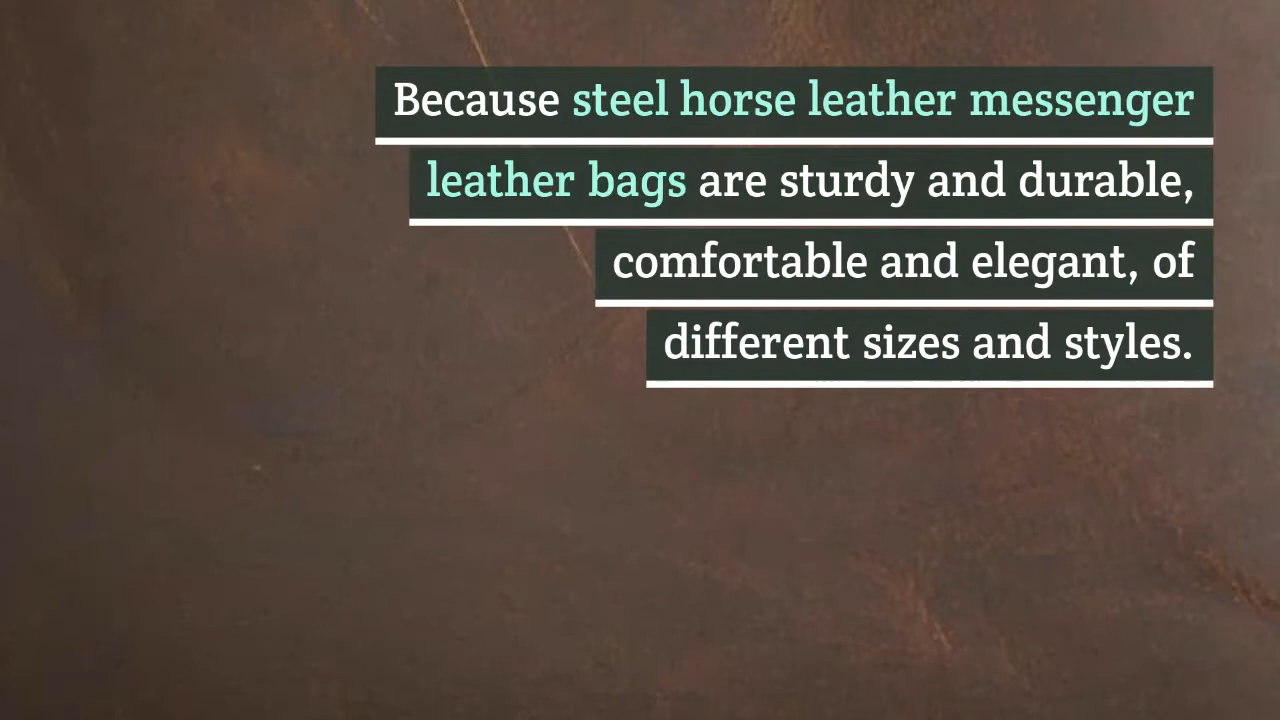 Because steel horse leather messenger
leather bags are sturdy and durable,
comfortable and elegant, of
different sizes and styles.